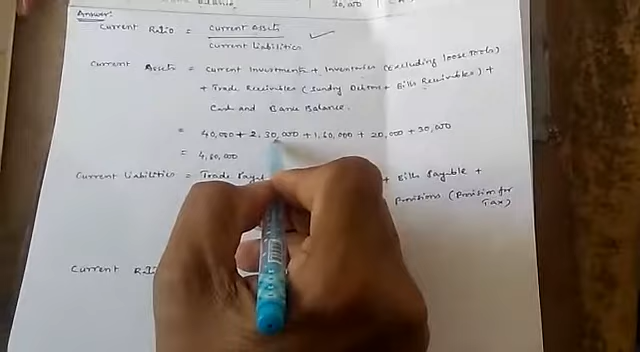 30,000
Answer:
Current Ratio = Current Assets
Current Liabilities
Current Assets = Current Investments + Inventories (excluding loose Tools)
+ Trade Receivables (Sundry Debtors + Bills Receivables) +
Cash and Bank Balance.
= 40,000 + 2,30,000 + 1,60,000 + 20,000 + 30,000
= 4,80,000
Current Liabilities = Trade + Bills Payable +
Provisions (Provision for
Tax)
Current